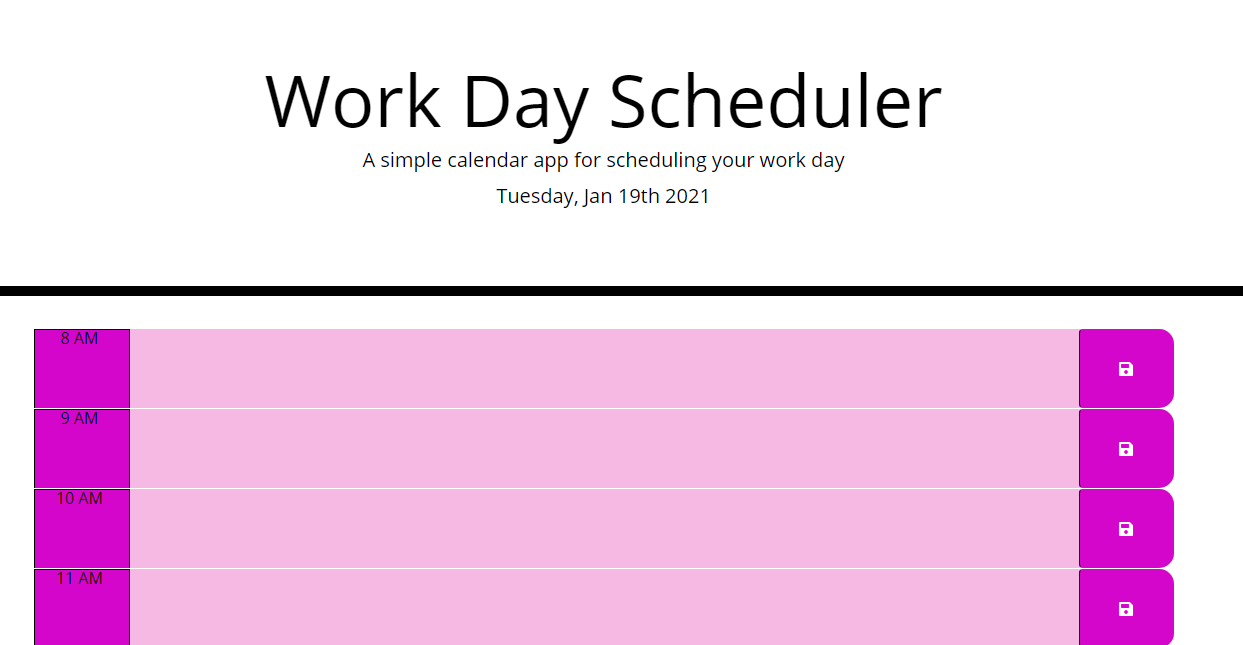 Work Day Scheduler
A simple calendar app for scheduling your work day
Tuesday, Jan 19th 2021
8 AM
9 AM
10 AM
11 AM